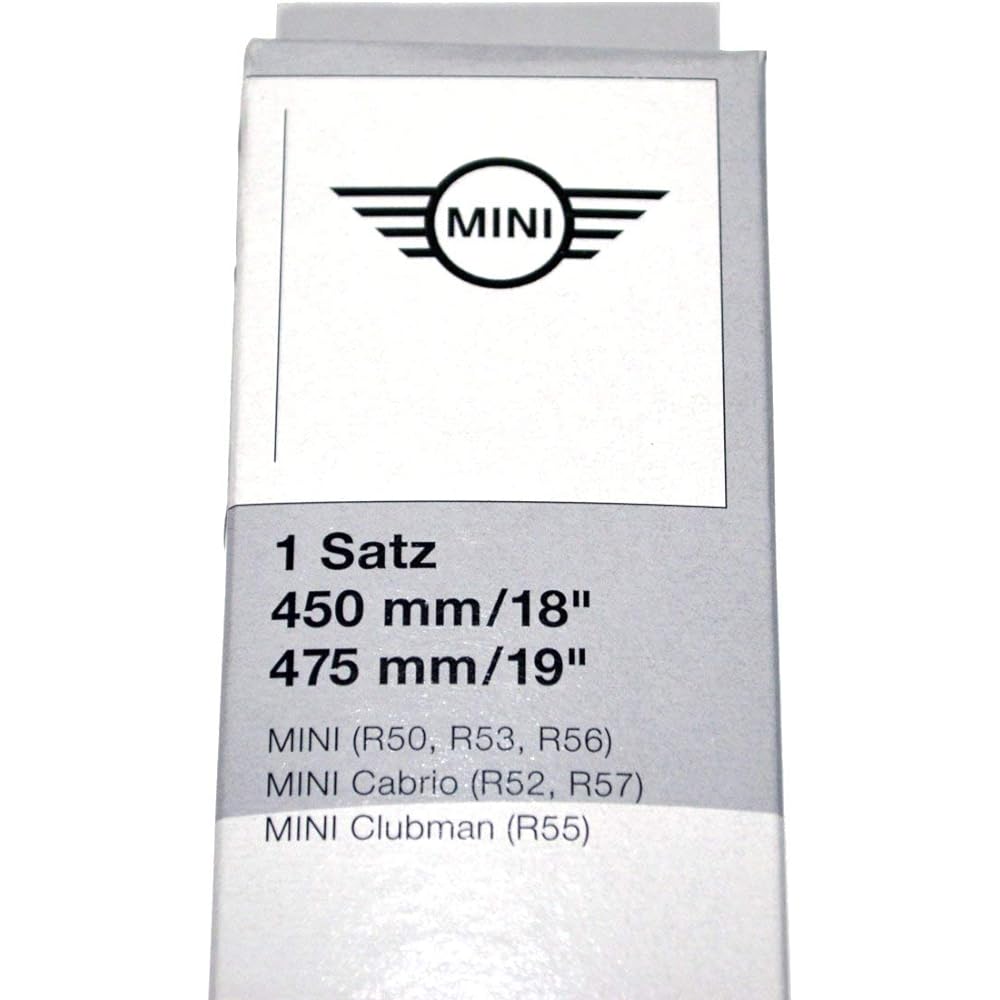 MINI
1 Satz
450 mm/18"
475 mm/19"
MINI (R50, R53, R56)
MINI Cabrio (R52, R57)
MINI Clubman (R55)